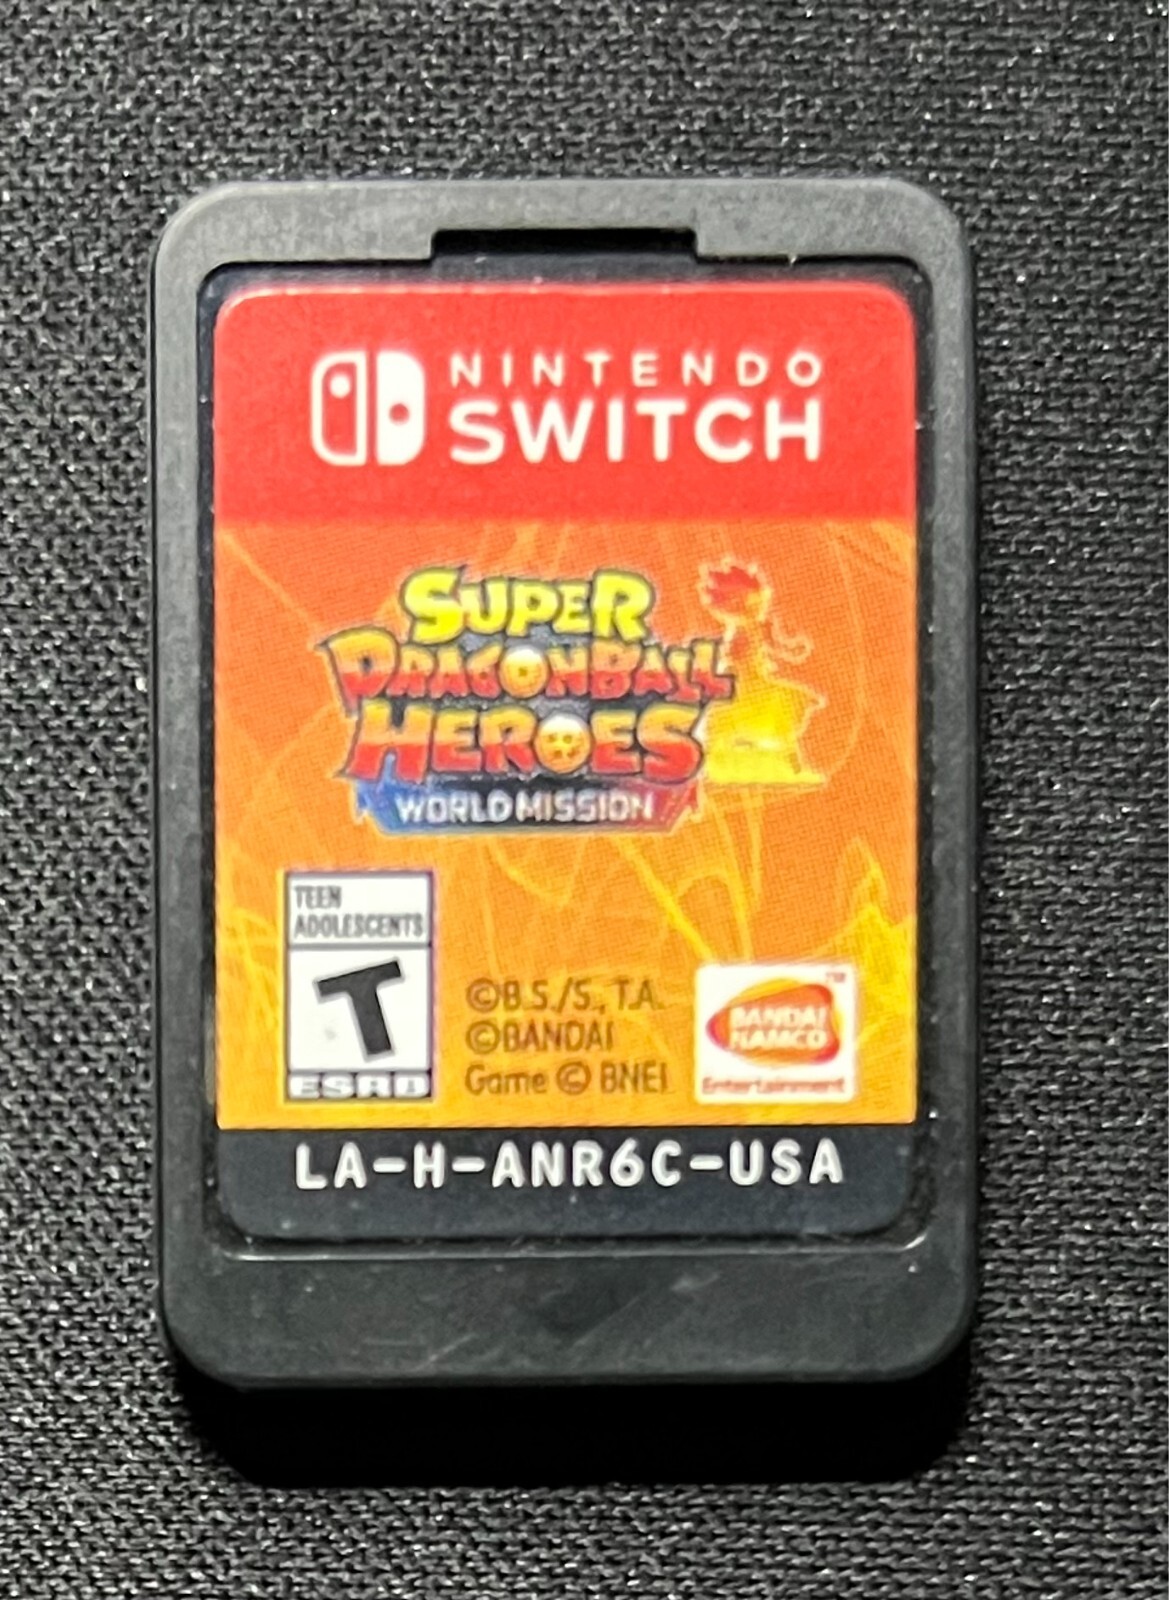 NINTENDO
SWITCH
SUPER
DRAGONBALL
HEROES
WORLD MISSION
TEEN
ADOLESCENTS
T
ESRB
©B.S./S., T.A.
©BANDAI
Game © BNEI
TM
BANDAI
NAMCO
Entertainment
LA-H-ANR6C-USA